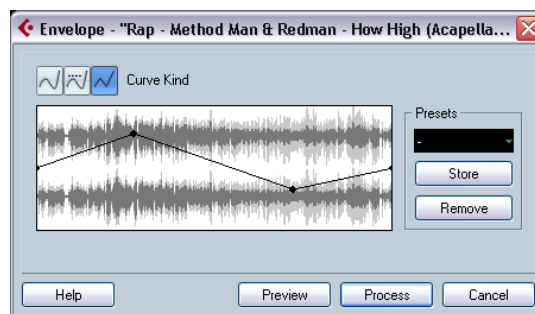 Envelope - "Rap - Method Man & Redman - How High (Acapella...
Curve Kind
Presets
-
Store
Remove
Help
Preview
Process
Cancel